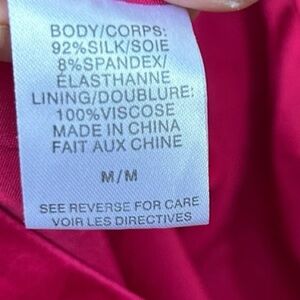 BODY/CORPS:
92%SILK/SOIE
8%SPANDEX/
ÉLASTHANNE
LINING/DOUBLURE:
100%VISCOSE
MADE IN CHINA
FAIT AUX CHINE
M/M
SEE REVERSE FOR CARE
VOIR LES DIRECTIVES